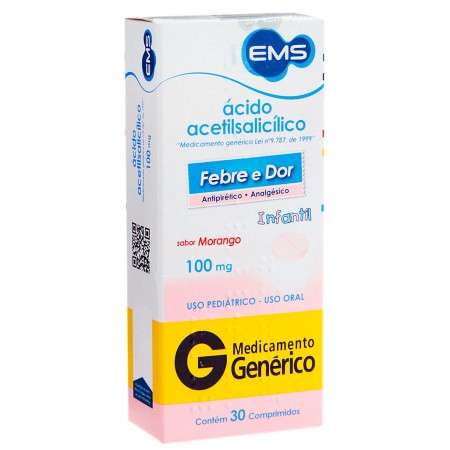 EMS
ácido
acetilsalicílico
"Medicamento genérico Lei nº9.787, de 1999"
Febre e Dor
Antipirético • Analgésico
Infantil
sabor Morango
100 mg
USO PEDIÁTRICO - USO ORAL
G Medicamento
Genérico
Contém 30 Comprimidos
EMS
ácido
acetilsalicílico
100 mg